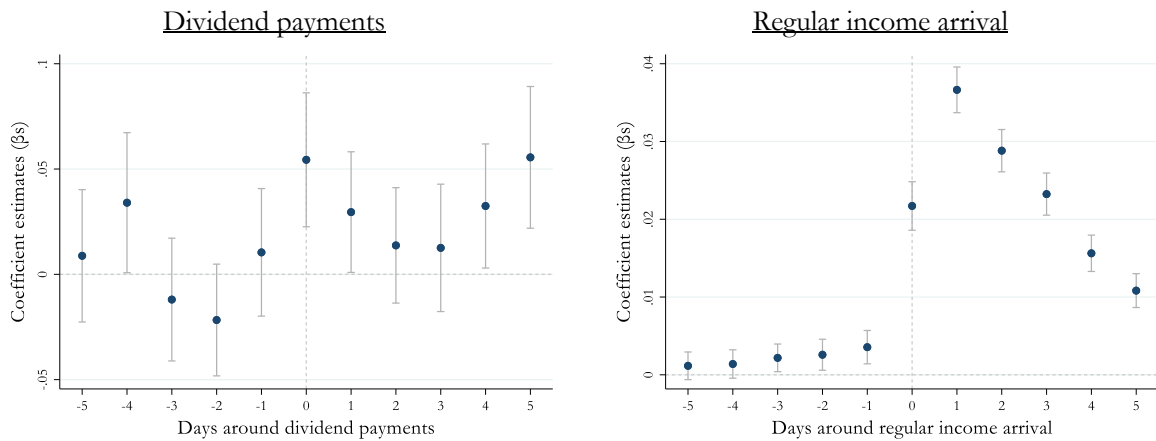 Dividend payments
Coefficient estimates (βs)
.1
.05
0
-.05
-5 -4 -3 -2 -1 0 1 2 3 4 5
Days around dividend payments
Regular income arrival
Coefficient estimates (βs)
.04
.03
.02
.01
0
-5 -4 -3 -2 -1 0 1 2 3 4 5
Days around regular income arrival